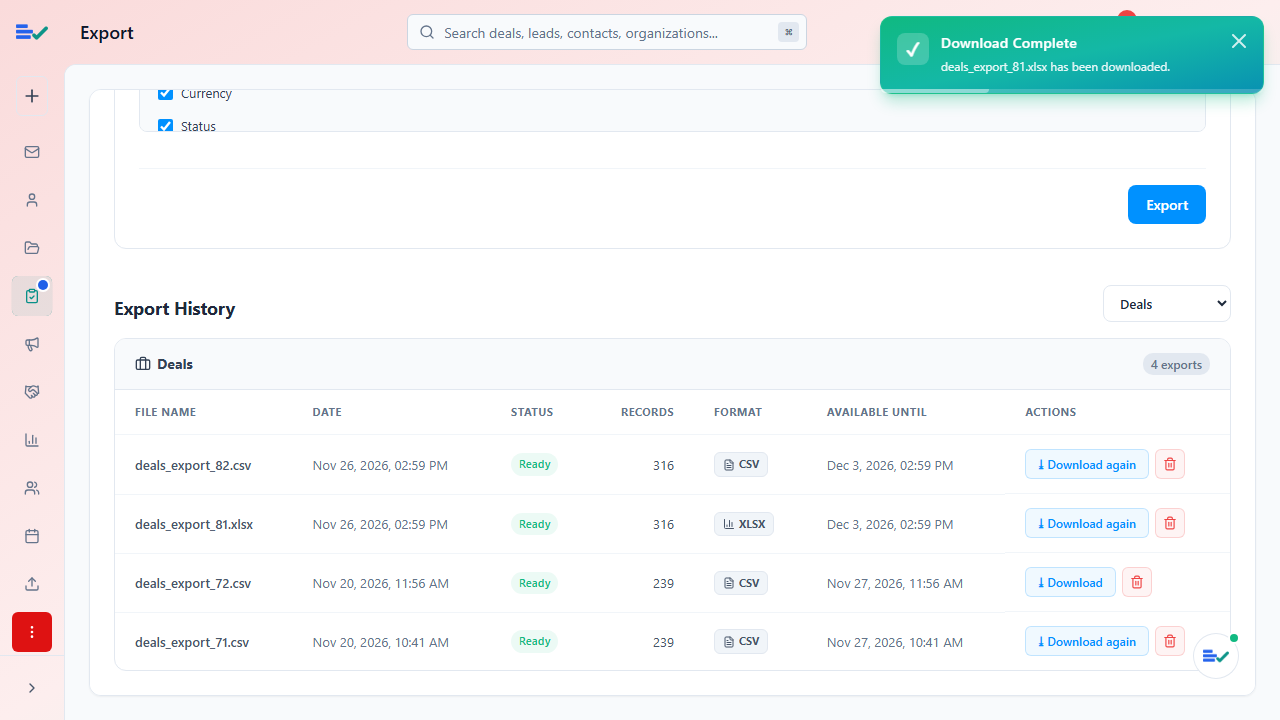 Export
Search deals, leads, contacts, organizations...
⌘
Download Complete
deals_export_81.xlsx has been downloaded.
Currency
Status
Export
Export History
Deals
Deals
4 exports
FILE NAME DATE STATUS RECORDS FORMAT AVAILABLE UNTIL ACTIONS
deals_export_82.csv Nov 26, 2026, 02:59 PM Ready 316 CSV Dec 3, 2026, 02:59 PM Download again
deals_export_81.xlsx Nov 26, 2026, 02:59 PM Ready 316 XLSX Dec 3, 2026, 02:59 PM Download again
deals_export_72.csv Nov 20, 2026, 11:56 AM Ready 239 CSV Nov 27, 2026, 11:56 AM Download
deals_export_71.csv Nov 20, 2026, 10:41 AM Ready 239 CSV Nov 27, 2026, 10:41 AM Download again